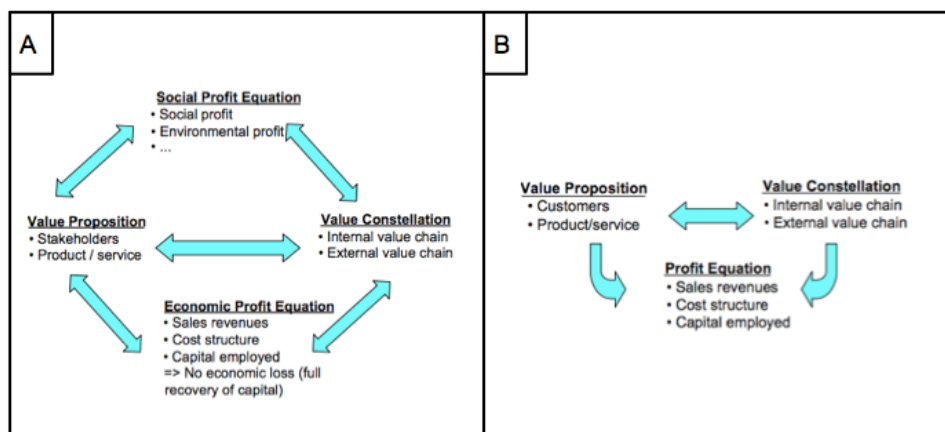 A
Social Profit Equation
• Social profit
• Environmental profit
• ...
Value Proposition
• Stakeholders
• Product / service
Value Constellation
• Internal value chain
• External value chain
Economic Profit Equation
• Sales revenues
• Cost structure
• Capital employed
=> No economic loss (full
recovery of capital)
B
Value Proposition
• Customers
• Product/service
Value Constellation
• Internal value chain
• External value chain
Profit Equation
• Sales revenues
• Cost structure
• Capital employed